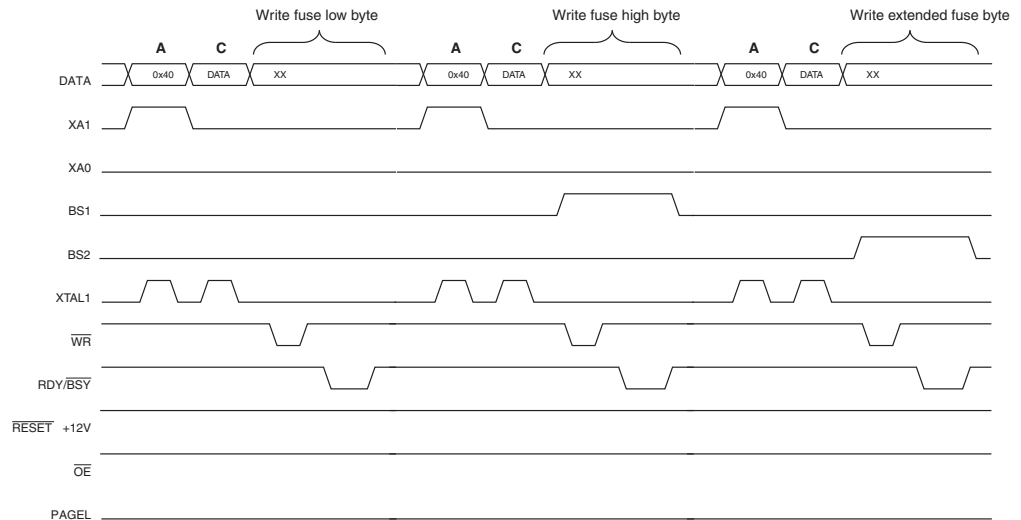 Write fuse low byte Write fuse high byte Write extended fuse byte
A C A C A C
DATA 0x40 DATA XX 0x40 DATA XX 0x40 DATA XX
XA1
XA0
BS1
BS2
XTAL1
WR
RDY/BSY
RESET +12V
OE
PAGEL